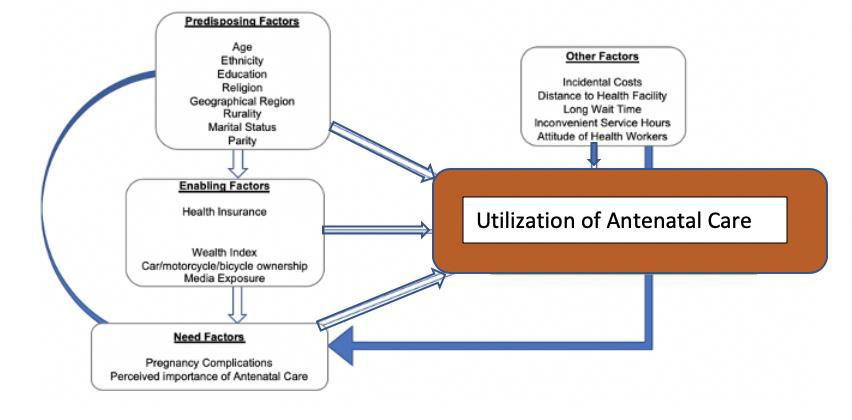 Predisposing Factors
Age
Ethnicity
Education
Religion
Geographical Region
Rurality
Marital Status
Parity
Enabling Factors
Health Insurance
Wealth Index
Car/motorcycle/bicycle ownership
Media Exposure
Need Factors
Pregnancy Complications
Perceived importance of Antenatal Care
Other Factors
Incidental Costs
Distance to Health Facility
Long Wait Time
Inconvenient Service Hours
Attitude of Health Workers
Utilization of Antenatal Care